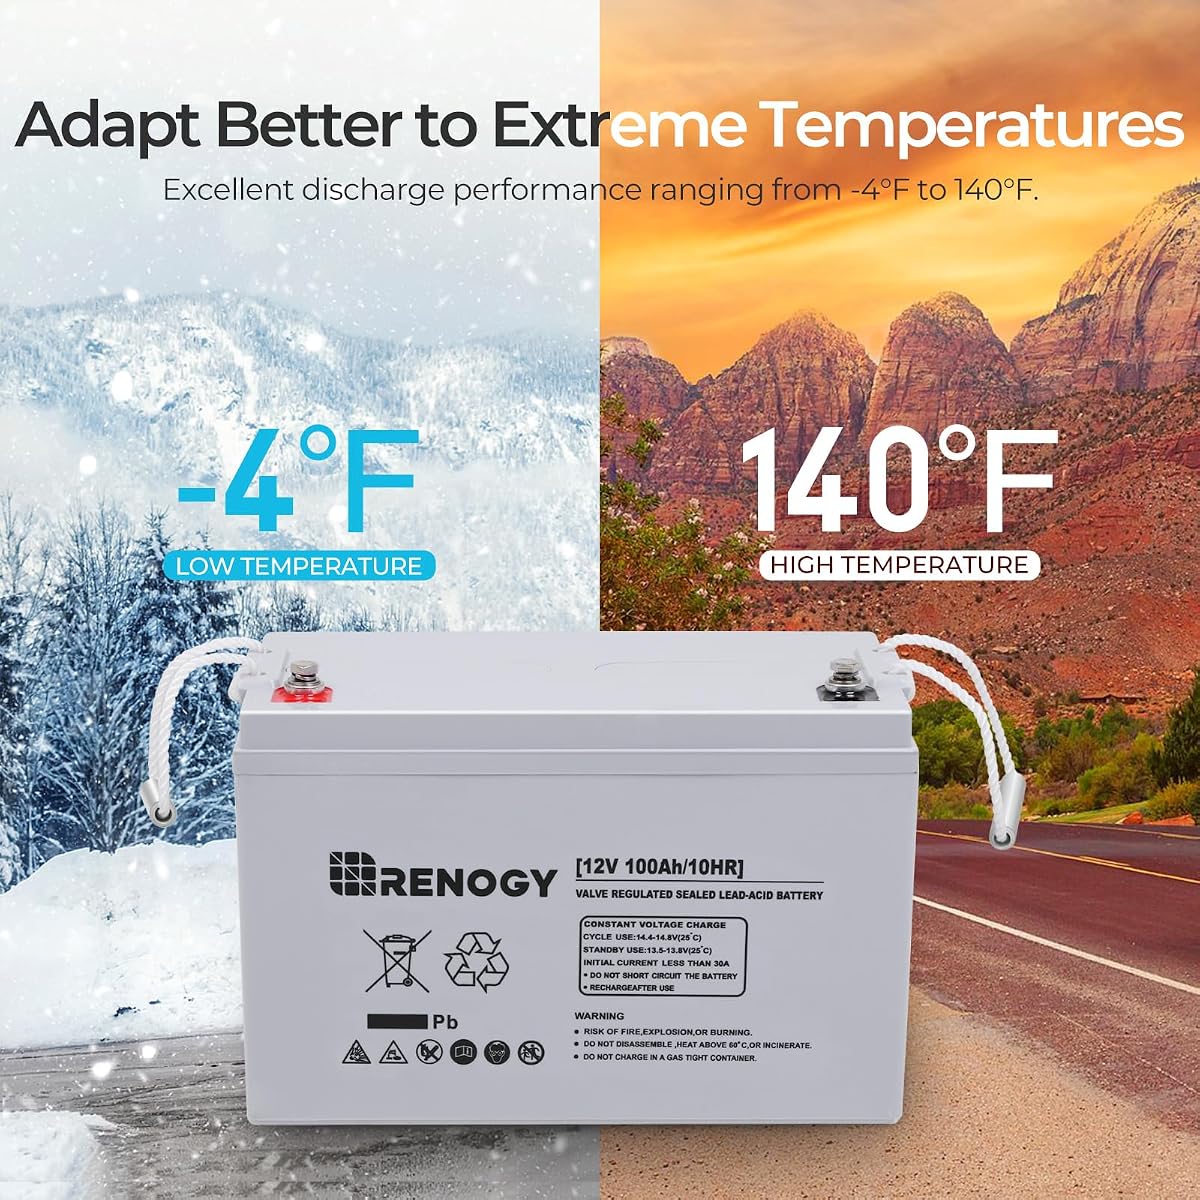 Adapt Better to Extreme Temperatures
Excellent discharge performance ranging from -4°F to 140°F.
-4°F
LOW TEMPERATURE
140°F
HIGH TEMPERATURE
RENOGY
[12V 100Ah/10HR]
VALVE REGULATED SEALED LEAD-ACID BATTERY
CONSTANT VOLTAGE CHARGE
CYCLE USE:14.4-14.8V(25°C)
STANDBY USE:13.5-13.8V(25°C)
INITIAL CURRENT LESS THAN 30A
• DO NOT SHORT CIRCUIT THE BATTERY
• RECHARGEAFTER USE
Pb
WARNING
• RISK OF FIRE,EXPLOSION,OR BURNING.
• DO NOT DISASSEMBLE ,HEAT ABOVE 60°C,OR INCINERATE.
• DO NOT CHARGE IN A GAS TIGHT CONTAINER.